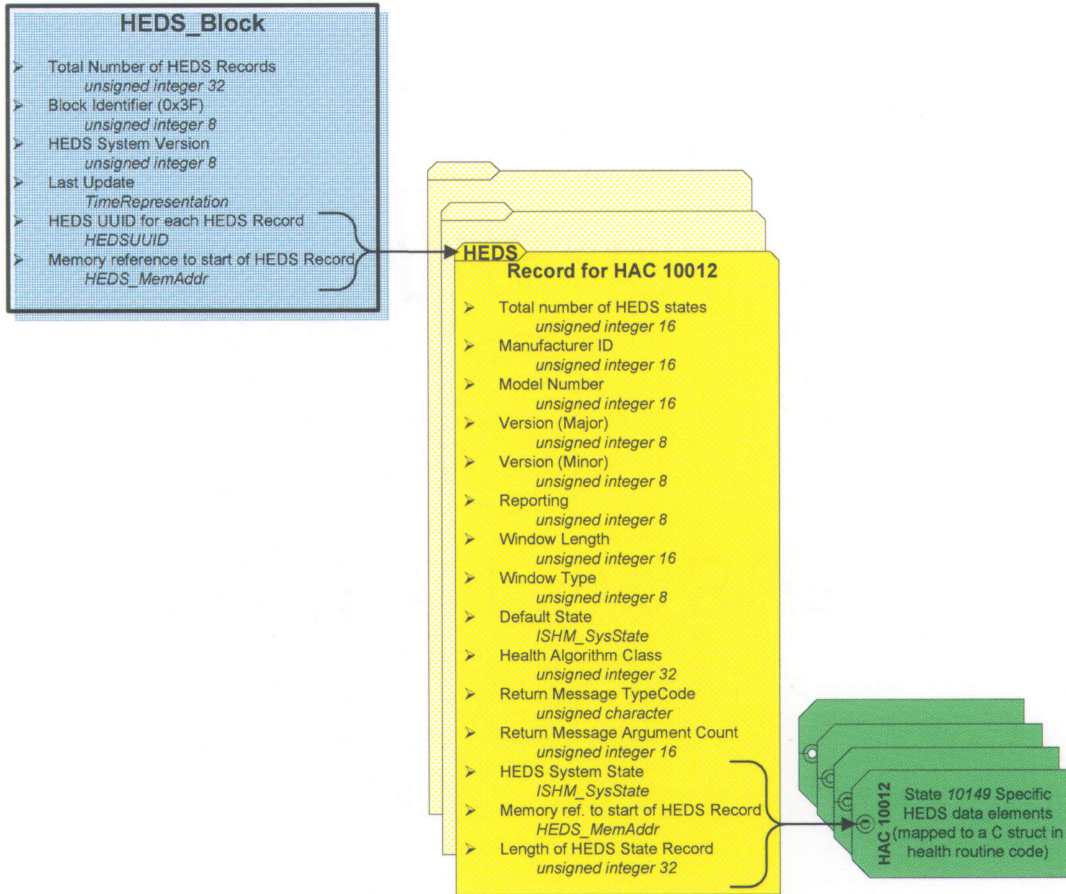 HEDS_Block
➤ Total Number of HEDS Records
unsigned integer 32
➤ Block Identifier (0x3F)
unsigned integer 8
➤ HEDS System Version
unsigned integer 8
➤ Last Update
TimeRepresentation
➤ HEDS UUID for each HEDS Record
HEDSUUID
➤ Memory reference to start of HEDS Record
HEDS_MemAddr
HEDS
Record for HAC 10012
➤ Total number of HEDS states
unsigned integer 16
➤ Manufacturer ID
unsigned integer 16
➤ Model Number
unsigned integer 16
➤ Version (Major)
unsigned integer 8
➤ Version (Minor)
unsigned integer 8
➤ Reporting
unsigned integer 8
➤ Window Length
unsigned integer 16
➤ Window Type
unsigned integer 8
➤ Default State
ISHM_SysState
➤ Health Algorithm Class
unsigned integer 32
➤ Return Message TypeCode
unsigned character
➤ Return Message Argument Count
unsigned integer 16
➤ HEDS System State
ISHM_SysState
➤ Memory ref. to start of HEDS Record
HEDS_MemAddr
➤ Length of HEDS State Record
unsigned integer 32
HAC 10012
State 10149 Specific
HEDS data elements
(mapped to a C struct in
health routine code)